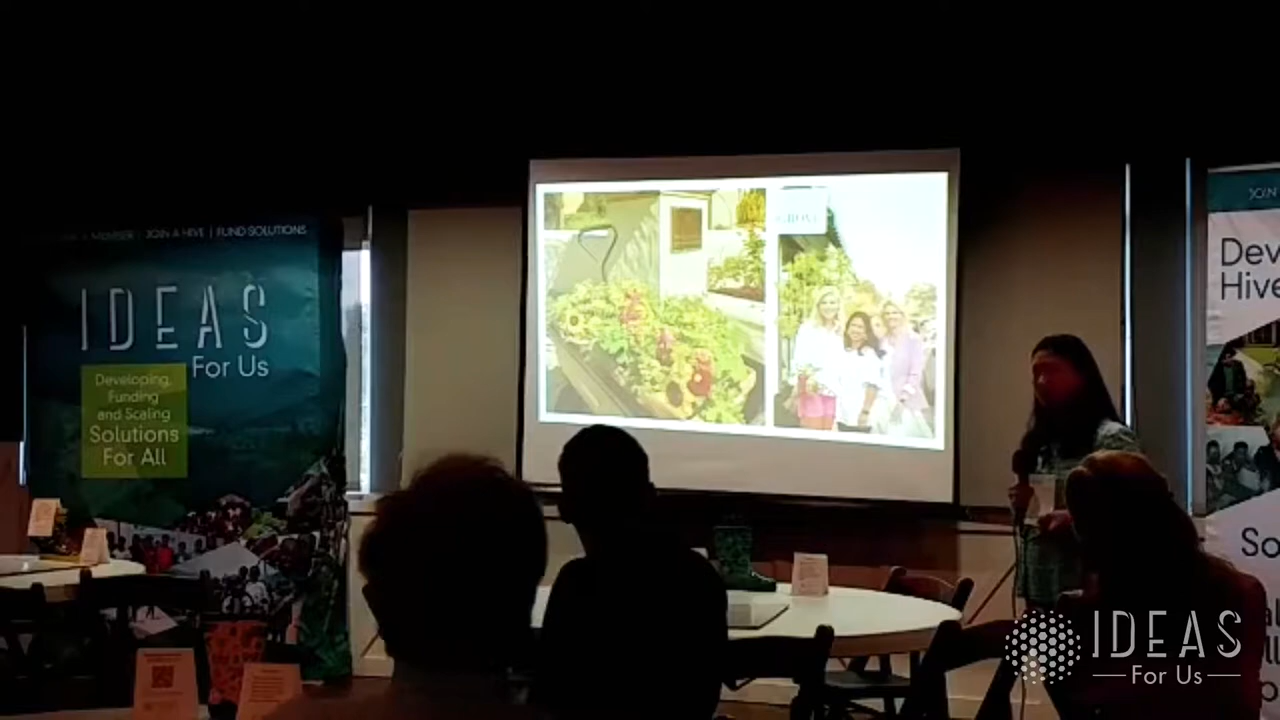 MEMBER | JOIN A HIVE | FUND SOLUTIONS
IDEAS
For Us
Developing,
Funding
and Scaling
Solutions
For All
GROVE
JOIN
Dev
Hive
So
IDEAS
For Us